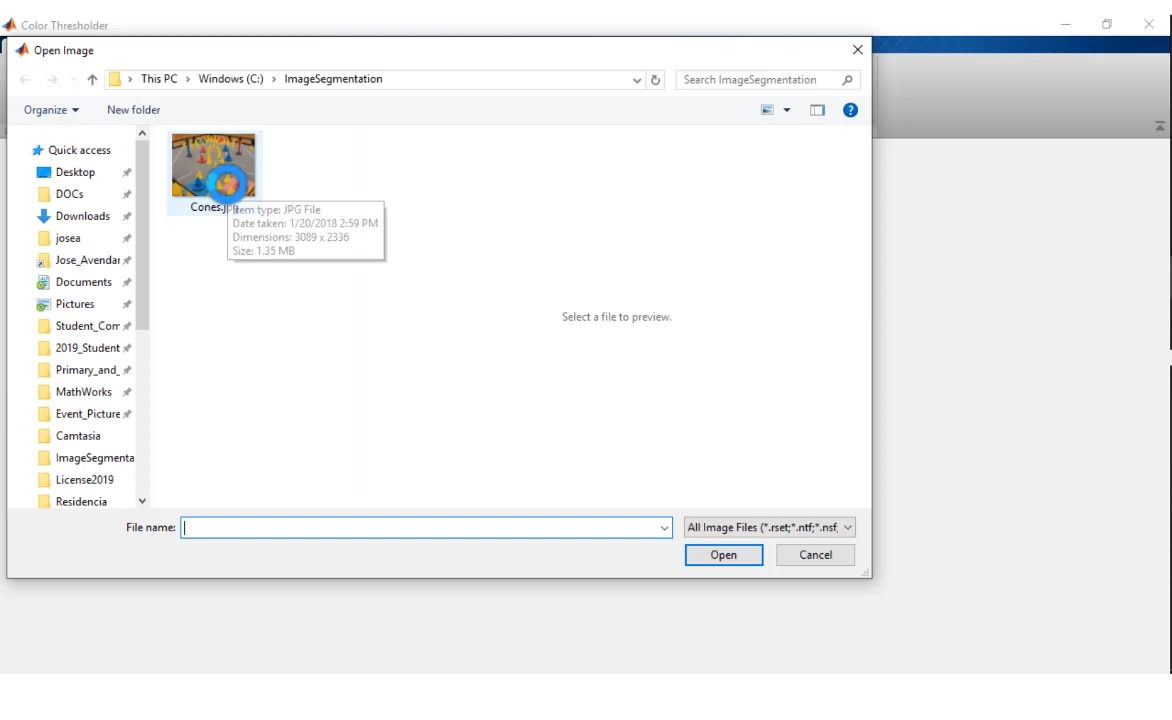 Color Thresholder
Open Image
This PC > Windows (C:) > ImageSegmentation
Search ImageSegmentation
Organize
New folder
Quick access
Desktop
DOCs
Downloads
josea
Jose_Avendar
Documents
Pictures
Student_Com
2019_Student
Primary_and_
MathWorks
Event_Picture
Camtasia
ImageSegmenta
License2019
Residencia
Cones.JPG
Item type: JPG File
Date taken: 1/20/2018 2:59 PM
Dimensions: 3089 x 2336
Size: 1.35 MB
Select a file to preview.
File name:
All Image Files (*.rset;*.ntf;*.nsf,
Open
Cancel